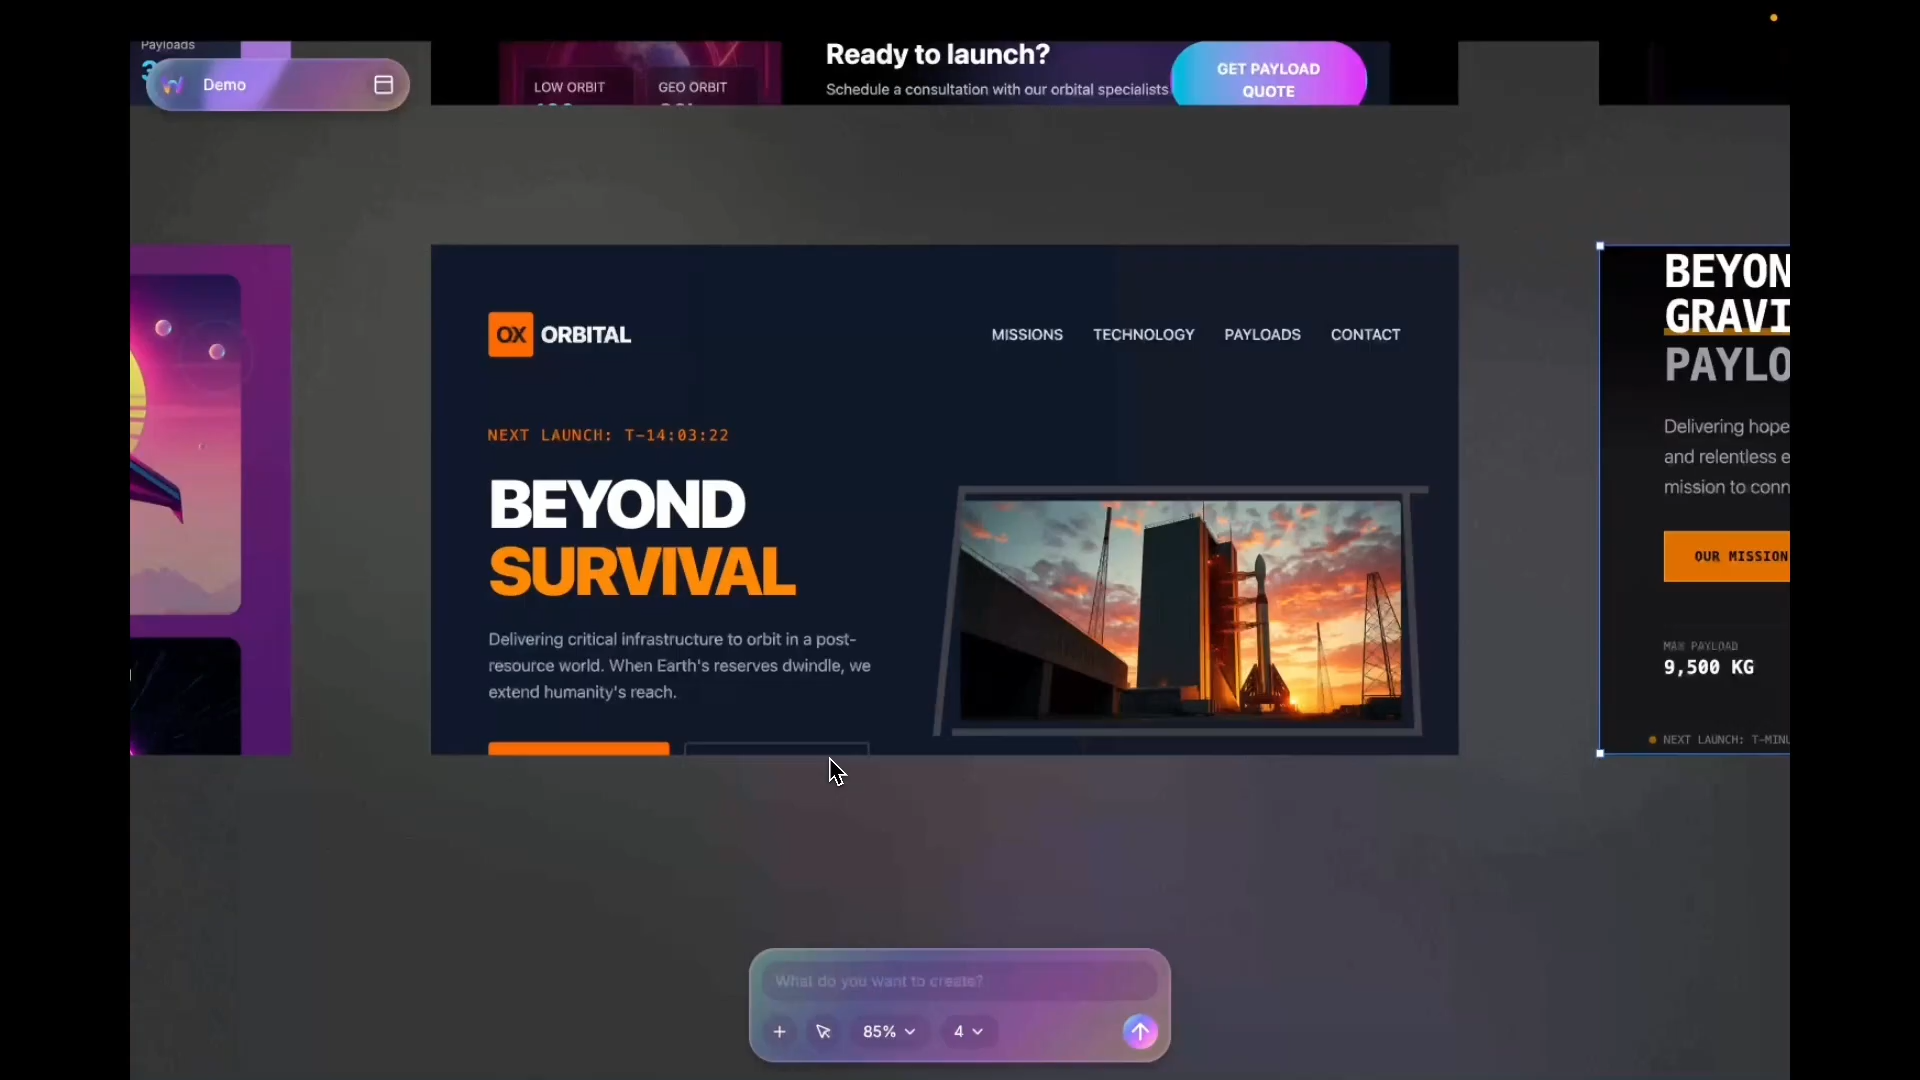 Payloads
Demo
LOW ORBIT
GEO ORBIT
Ready to launch?
Schedule a consultation with our orbital specialists
GET PAYLOAD
QUOTE
OX ORBITAL
MISSIONS TECHNOLOGY PAYLOADS CONTACT
NEXT LAUNCH: T-14:03:22
BEYOND
SURVIVAL
Delivering critical infrastructure to orbit in a post-
resource world. When Earth's reserves dwindle, we
extend humanity's reach.
BEYON
GRAVI
PAYLO
Delivering hope
and relentless e
mission to conn
OUR MISSION
MAX PAYLOAD
9,500 KG
NEXT LAUNCH: T-MINU
What do you want to create?
85%
4